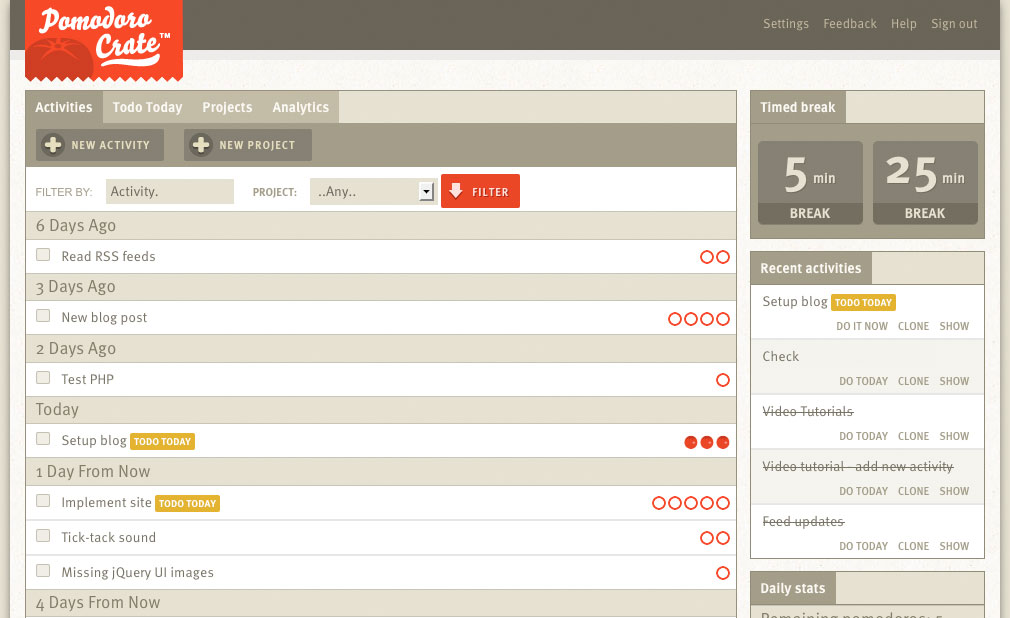 Pomodoro
Crate™
Settings Feedback Help Sign out
Activities Todo Today Projects Analytics
NEW ACTIVITY NEW PROJECT
FILTER BY: Activity. PROJECT: ..Any.. FILTER
6 Days Ago
Read RSS feeds
3 Days Ago
New blog post
2 Days Ago
Test PHP
Today
Setup blog TODO TODAY
1 Day From Now
Implement site TODO TODAY
Tick-tack sound
Missing jQuery UI images
4 Days From Now
Timed break
5 min
BREAK
25 min
BREAK
Recent activities
Setup blog TODO TODAY
DO IT NOW CLONE SHOW
Check
DO TODAY CLONE SHOW
Video Tutorials
DO TODAY CLONE SHOW
Video tutorial - add new activity
DO TODAY CLONE SHOW
Feed updates
DO TODAY CLONE SHOW
Daily stats
Remaining pomodoros: 5